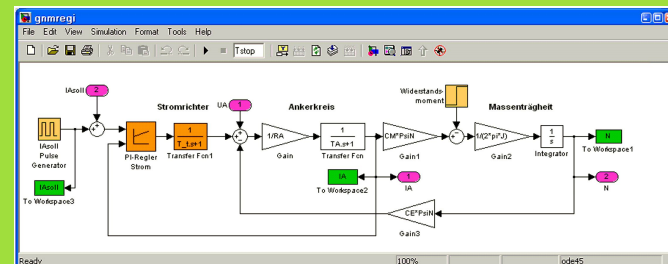 gnmregi
File Edit View Simulation Format Tools Help
Tstop
IAsoll
2
IAsoll
Pulse
Generator
IAsoll
To Workspace3
PI-Regler
Strom
Stromrichter
1
T_t.s+1
Transfer Fcn1
UA
1
Ankerkreis
1/RA
Gain
1
TA.s+1
Transfer Fcn
IA
To Workspace2
1
IA
CM*PsiN
Gain1
CE*PsiN
Gain3
Widerstands
moment
Massenträgheit
1/(2*pi*J)
Gain2
1
s
Integrator
N
To Workspace1
2
N
Ready
100%
ode45